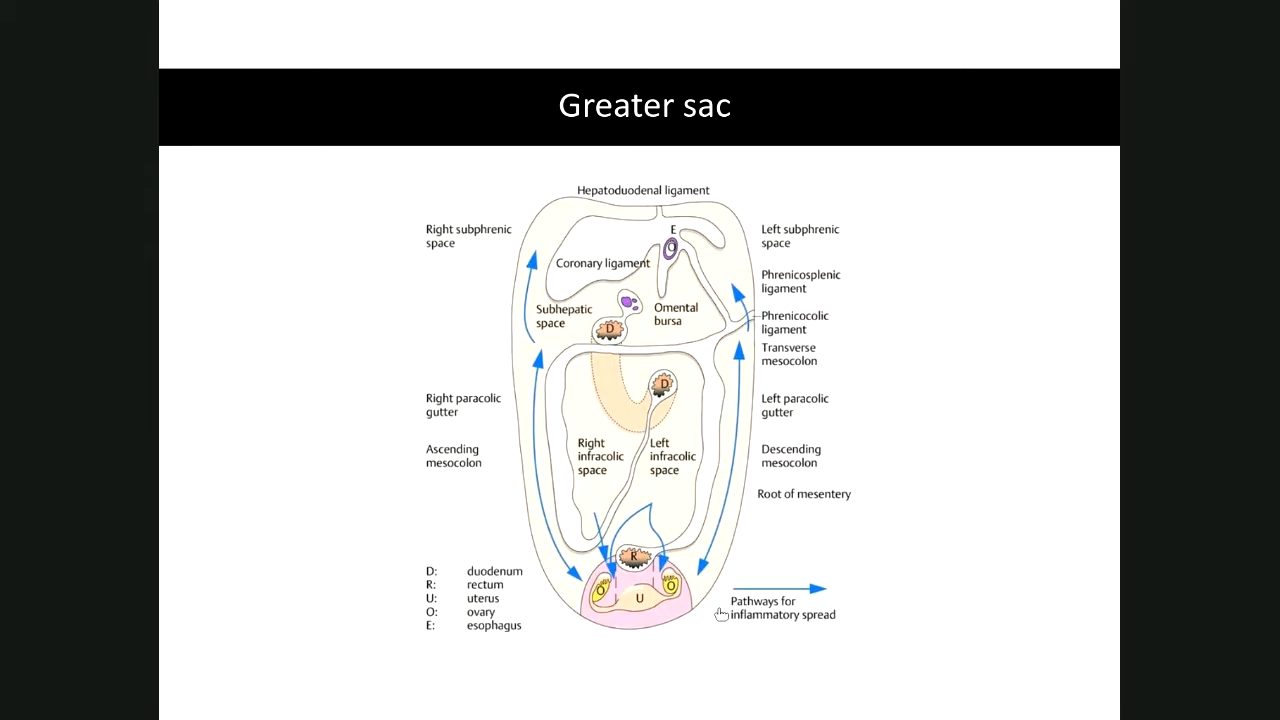 Greater sac
Hepatoduodenal ligament
Right subphrenic
space
E
Left subphrenic
space
Coronary ligament
Phrenicosplenic
ligament
Subhepatic
space
Omental
bursa
D
Phrenicocolic
ligament
Transverse
mesocolon
D
Right paracolic
gutter
Left paracolic
gutter
Ascending
mesocolon
Right
infracolic
space
Left
infracolic
space
Descending
mesocolon
Root of mesentery
R
O
O
U
D: duodenum
R: rectum
U: uterus
O: ovary
E: esophagus
Pathways for
inflammatory spread